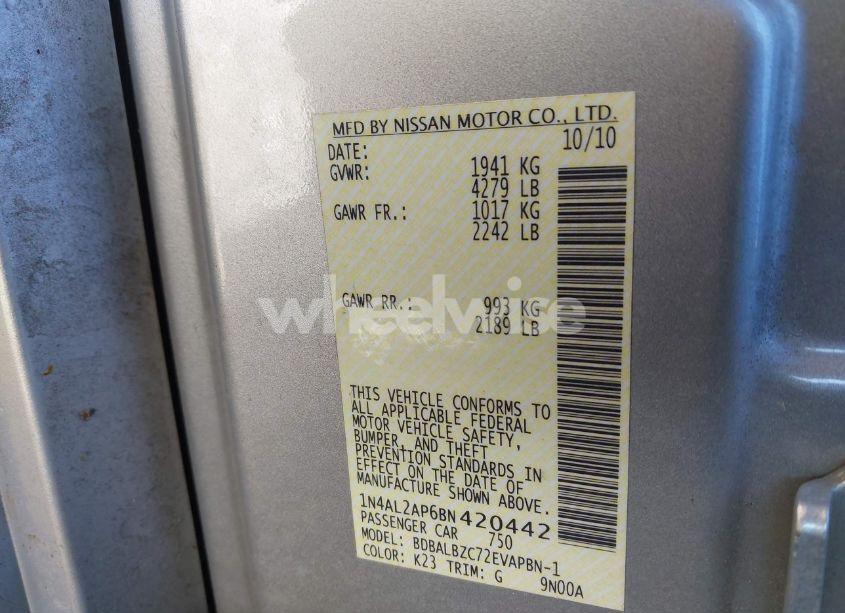 MFD BY NISSAN MOTOR CO., LTD.
DATE: 10/10
GVWR: 1941 KG
4279 LB
GAWR FR.: 1017 KG
2242 LB
wheelwise
GAWR RR.: 993 KG
2189 LB
THIS VEHICLE CONFORMS TO
ALL APPLICABLE FEDERAL
MOTOR VEHICLE SAFETY,
BUMPER, AND THEFT
PREVENTION STANDARDS IN
EFFECT ON THE DATE OF
MANUFACTURE SHOWN ABOVE.
1N4AL2AP6BN420442
PASSENGER CAR 750
MODEL: BDBALBZC72EVAPBN-1
COLOR: K23 TRIM: G 9N00A